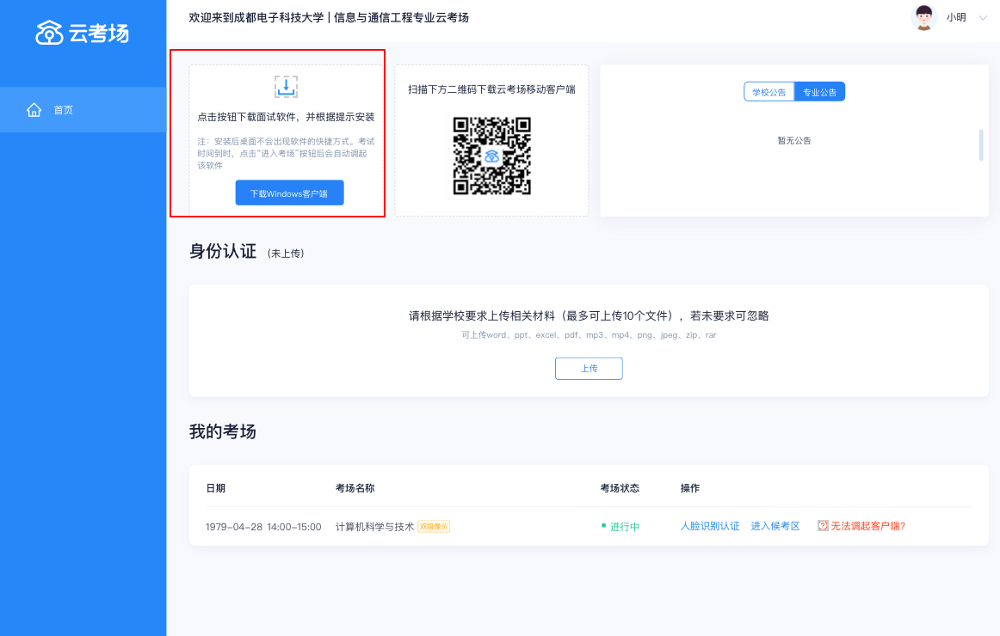 云考场
欢迎来到成都电子科技大学 | 信息与通信工程专业云考场
小明
首页
点击按钮下载面试软件，并根据提示安装
注：安装后桌面不会出现软件的快捷方式。考试
时间到时，点击“进入考场”按钮后会自动调起
该软件
下载Windows客户端
扫描下方二维码下载云考场移动客户端
学校公告 专业公告
暂无公告
身份认证 (未上传)
请根据学校要求上传相关材料（最多可上传10个文件），若未要求可忽略
可上传word、ppt、excel、pdf、mp3、mp4、png、jpeg、zip、rar
上传
我的考场
日期 考场名称 考场状态 操作
1979-04-28 14:00-15:00 计算机科学与技术 双摄像头 进行中 人脸识别认证 进入候考区 无法调起客户端?